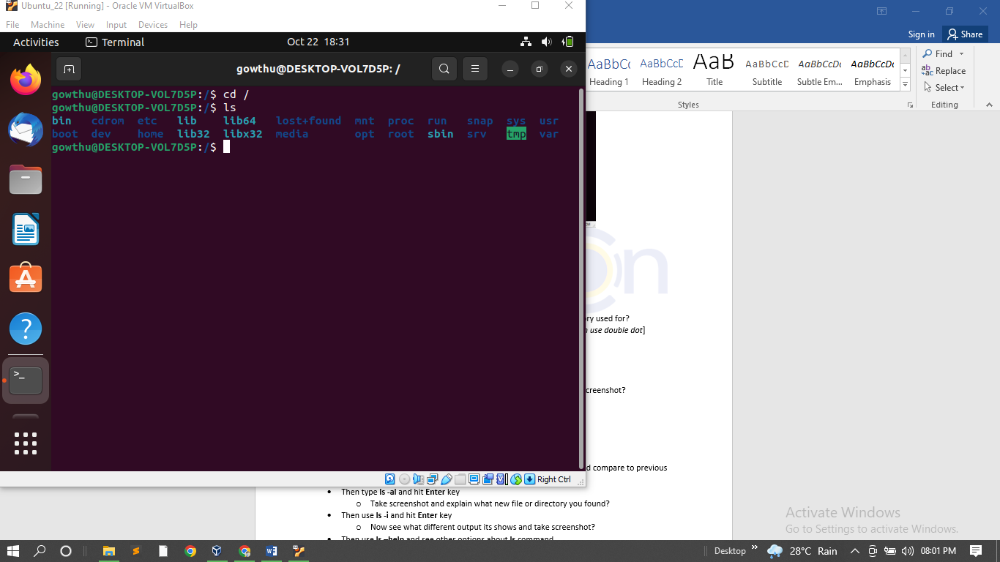 Ubuntu_22 [Running] - Oracle VM VirtualBox
File Machine View Input Devices Help
Activities Terminal Oct 22 18:31
gowthu@DESKTOP-VOL7D5P: /
gowthu@DESKTOP-VOL7D5P:/$ cd /
gowthu@DESKTOP-VOL7D5P:/$ ls
bin cdrom etc lib lib64 lost+found mnt proc run snap sys usr
boot dev home lib32 libx32 media opt root sbin srv tmp var
gowthu@DESKTOP-VOL7D5P:/$
Right Ctrl
Sign in Share
AaBbCc AaBbCcD AaB AaBbCcD AaBbCcDc AaBbCcDc
Heading 1 Heading 2 Title Subtitle Subtle Em... Emphasis
Styles
Find
Replace
Select
Editing
on
ory used for?
use double dot]
creenshot?
d compare to previous
• Then type ls -al and hit Enter key
o Take screenshot and explain what new file or directory you found?
• Then use ls -i and hit Enter key
o Now see what different output its shows and take screenshot?
• Then use ls –help and see other options about ls command
Activate Windows
Go to Settings to activate Windows.
Desktop 28°C Rain 08:01 PM